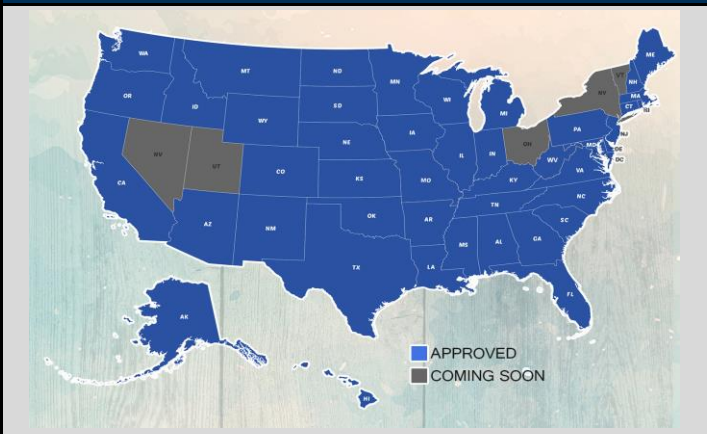 WA
MT
ND
MN
ME
VT
NH
OR
ID
SD
WI
NY
MA
CT
RI
WY
MI
IA
PA
NJ
NE
NV
UT
IL
IN
OH
MD
DE
DC
CO
WV
VA
CA
KS
MO
KY
NC
TN
AZ
NM
OK
AR
SC
MS
AL
GA
TX
LA
FL
AK
APPROVED
COMING SOON
HI